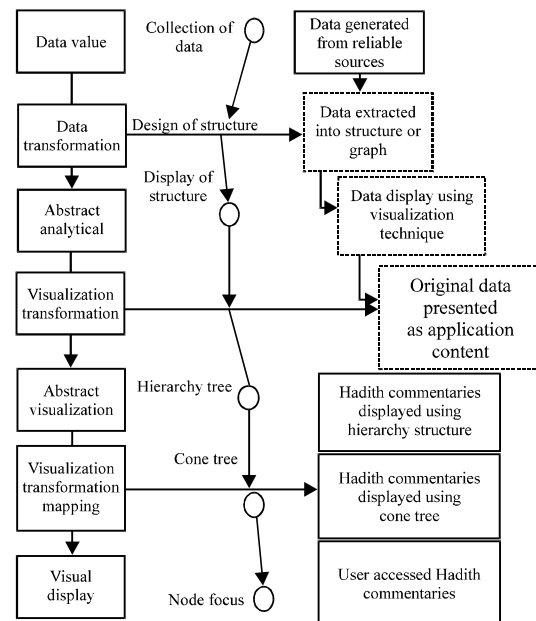 Data value
Collection of
data
Data generated
from reliable
sources
Data
transformation
Design of structure
Data extracted
into structure or
graph
Abstract
analytical
Display of
structure
Data display using
visualization
technique
Visualization
transformation
Original data
presented
as application
content
Abstract
visualization
Hierarchy tree
Hadith commentaries
displayed using
hierarchy structure
Visualization
transformation
mapping
Cone tree
Hadith commentaries
displayed using
cone tree
Visual
display
Node focus
User accessed Hadith
commentaries